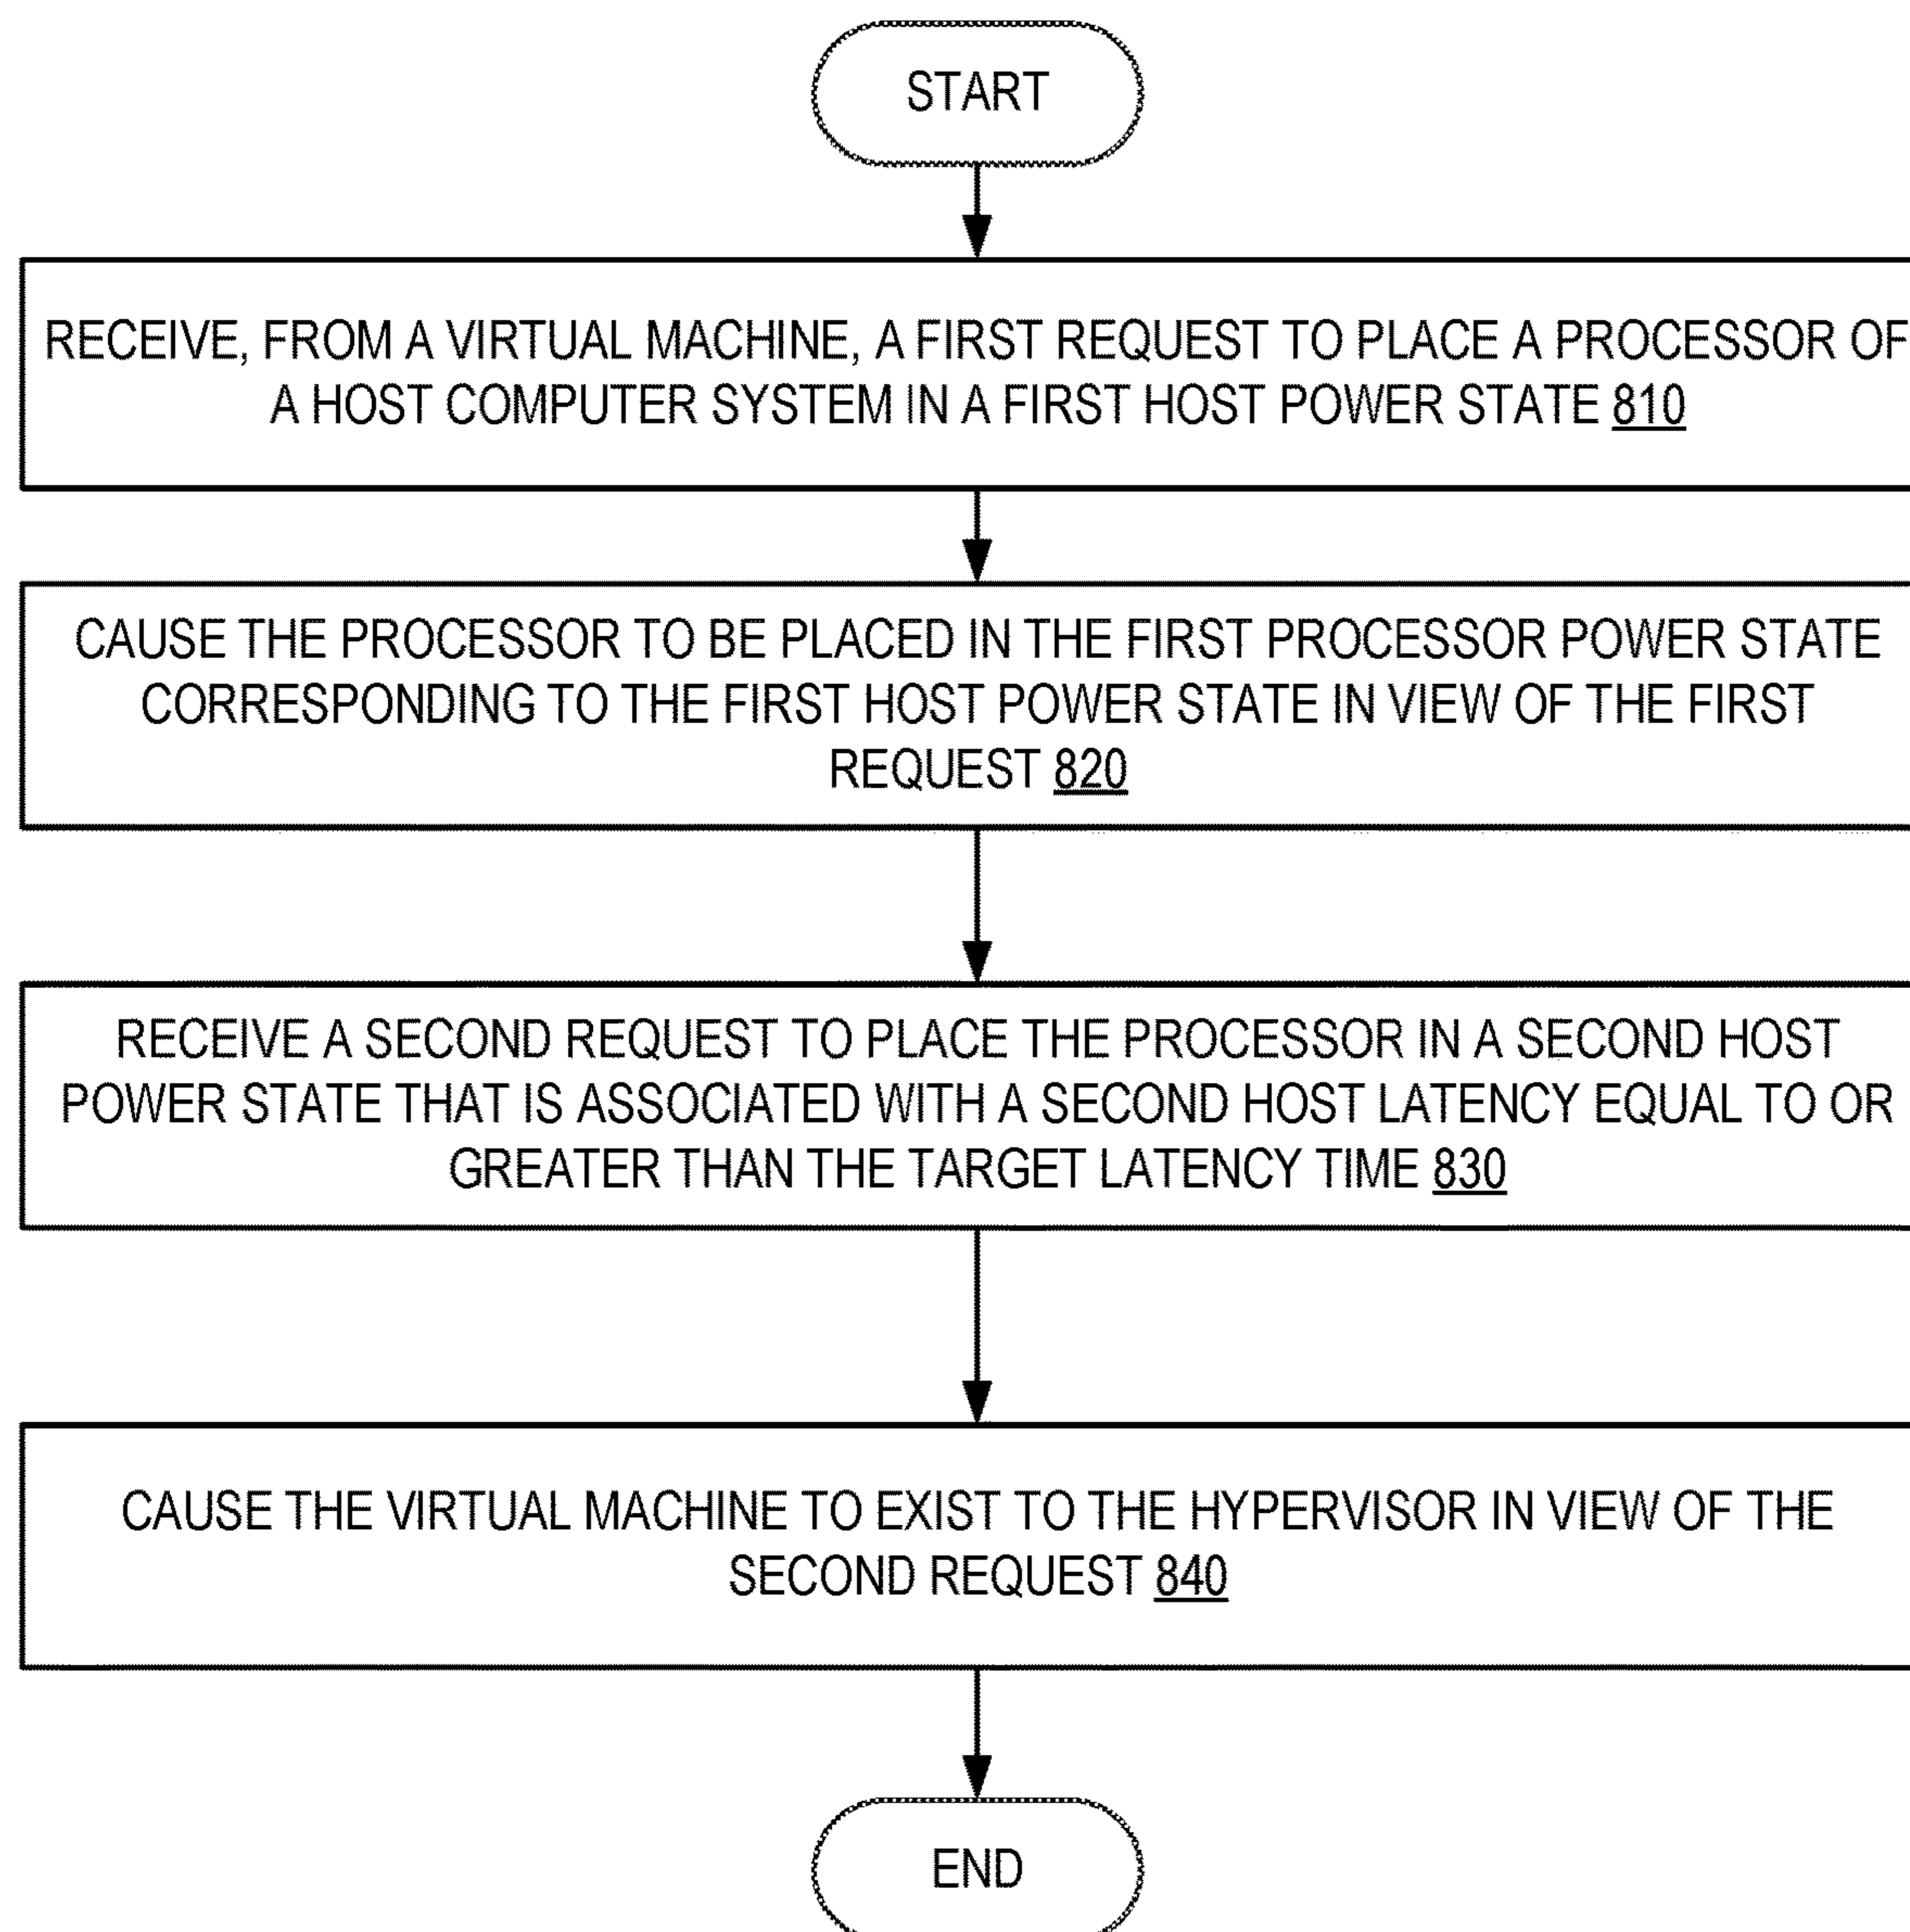 START
RECEIVE, FROM A VIRTUAL MACHINE, A FIRST REQUEST TO PLACE A PROCESSOR OF
A HOST COMPUTER SYSTEM IN A FIRST HOST POWER STATE 810
CAUSE THE PROCESSOR TO BE PLACED IN THE FIRST PROCESSOR POWER STATE
CORRESPONDING TO THE FIRST HOST POWER STATE IN VIEW OF THE FIRST
REQUEST 820
RECEIVE A SECOND REQUEST TO PLACE THE PROCESSOR IN A SECOND HOST
POWER STATE THAT IS ASSOCIATED WITH A SECOND HOST LATENCY EQUAL TO OR
GREATER THAN THE TARGET LATENCY TIME 830
CAUSE THE VIRTUAL MACHINE TO EXIST TO THE HYPERVISOR IN VIEW OF THE
SECOND REQUEST 840
END